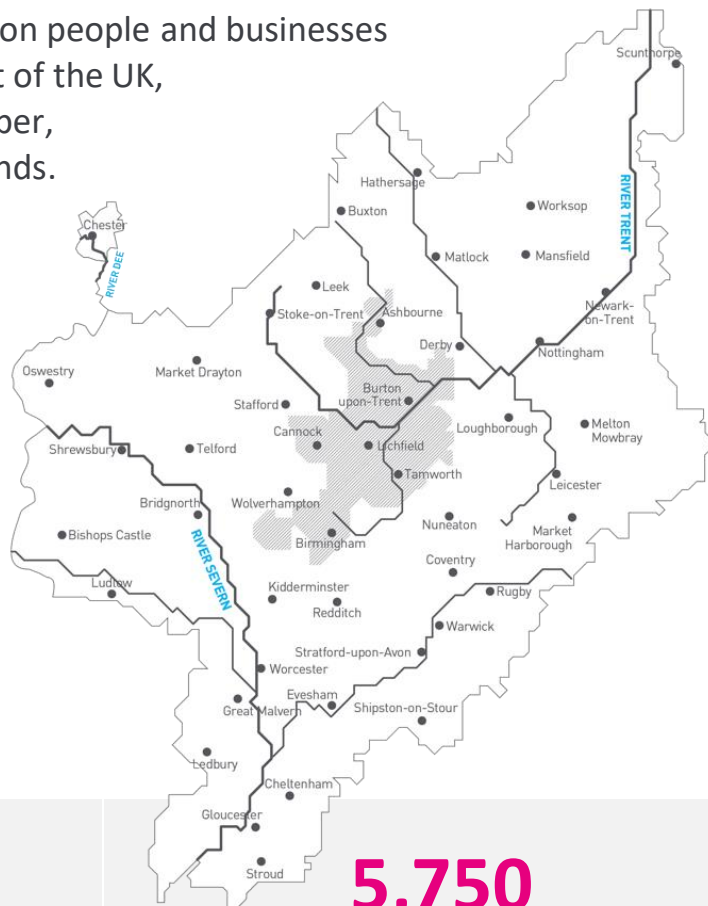 on people and businesses
t of the UK,
ber,
nds.
Scunthorpe
Hathersage
Buxton
Worksop
RIVER TRENT
Chester
RIVER DEE
Matlock
Mansfield
Leek
Newark-
on-Trent
Stoke-on-Trent
Ashbourne
Derby
Nottingham
Oswestry
Market Drayton
Burton
upon-Trent
Stafford
Loughborough
Melton
Mowbray
Cannock
Lichfield
Shrewsbury
Telford
Tamworth
Leicester
Wolverhampton
Bridgnorth
Nuneaton
Market
Harborough
Bishops Castle
Birmingham
RIVER SEVERN
Coventry
Ludlow
Kidderminster
Rugby
Redditch
Warwick
Stratford-upon-Avon
Worcester
Evesham
Great Malvern
Shipston-on-Stour
Ledbury
Cheltenham
Gloucester
Stroud
5,750